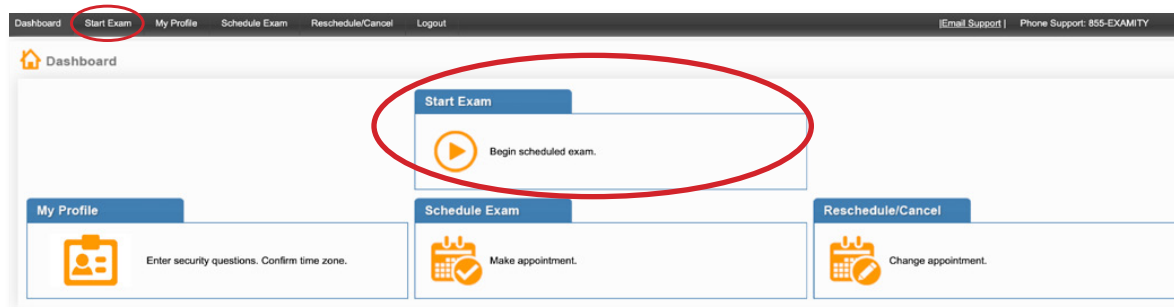 Dashboard Start Exam My Profile Schedule Exam Reschedule/Cancel Logout |Email Support | Phone Support: 855-EXAMITY
Dashboard
Start Exam
Begin scheduled exam.
My Profile Schedule Exam Reschedule/Cancel
Enter security questions. Confirm time zone. Make appointment. Change appointment.